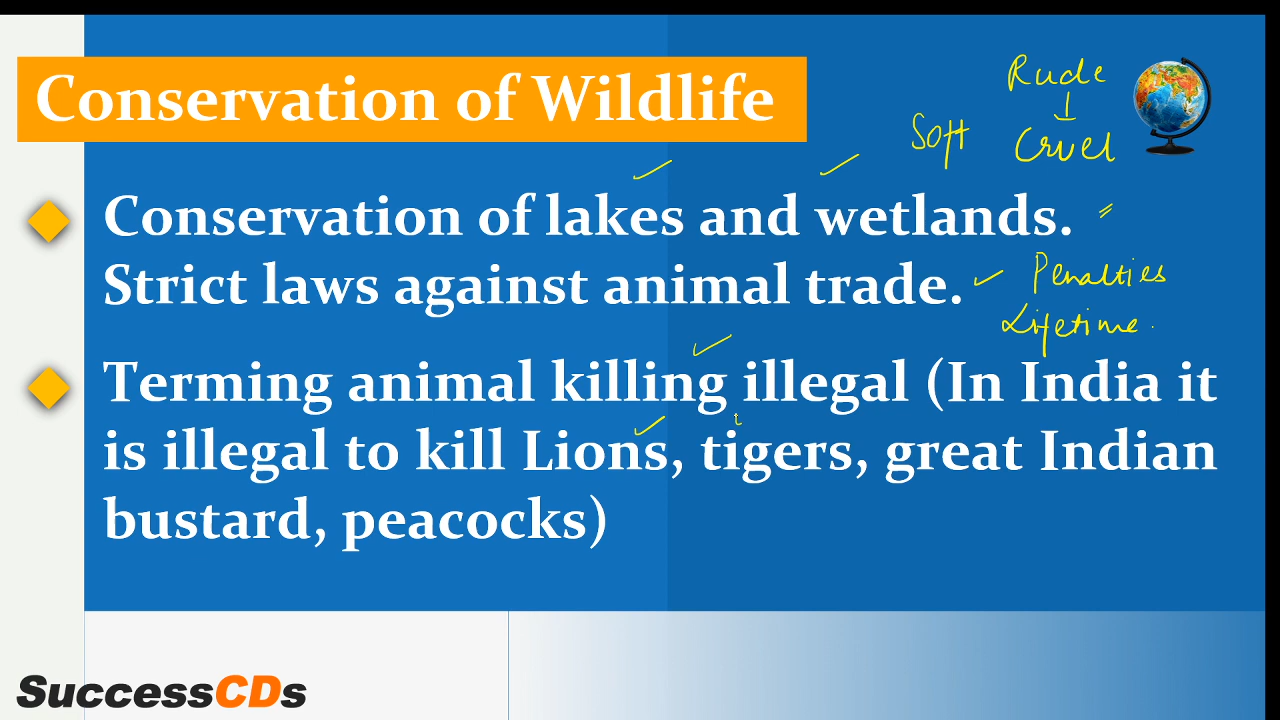 Conservation of Wildlife
Rude
Soft
Cruel
Conservation of lakes and wetlands.
Strict laws against animal trade.
Penalties
Lifetime.
Terming animal killing illegal (In India it
is illegal to kill Lions, tigers, great Indian
bustard, peacocks)
SuccessCDs